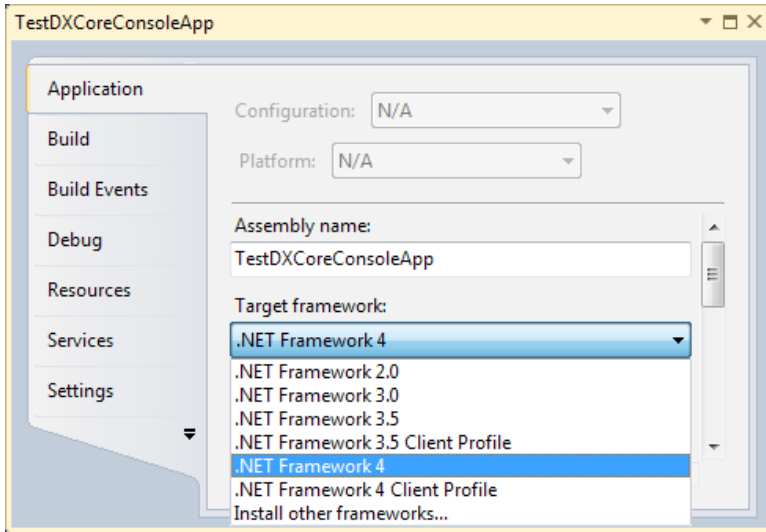 TestDXCoreConsoleApp
Application
Build
Build Events
Debug
Resources
Services
Settings
Configuration: N/A
Platform: N/A
Assembly name:
TestDXCoreConsoleApp
Target framework:
.NET Framework 4
.NET Framework 2.0
.NET Framework 3.0
.NET Framework 3.5
.NET Framework 3.5 Client Profile
.NET Framework 4
.NET Framework 4 Client Profile
Install other frameworks...